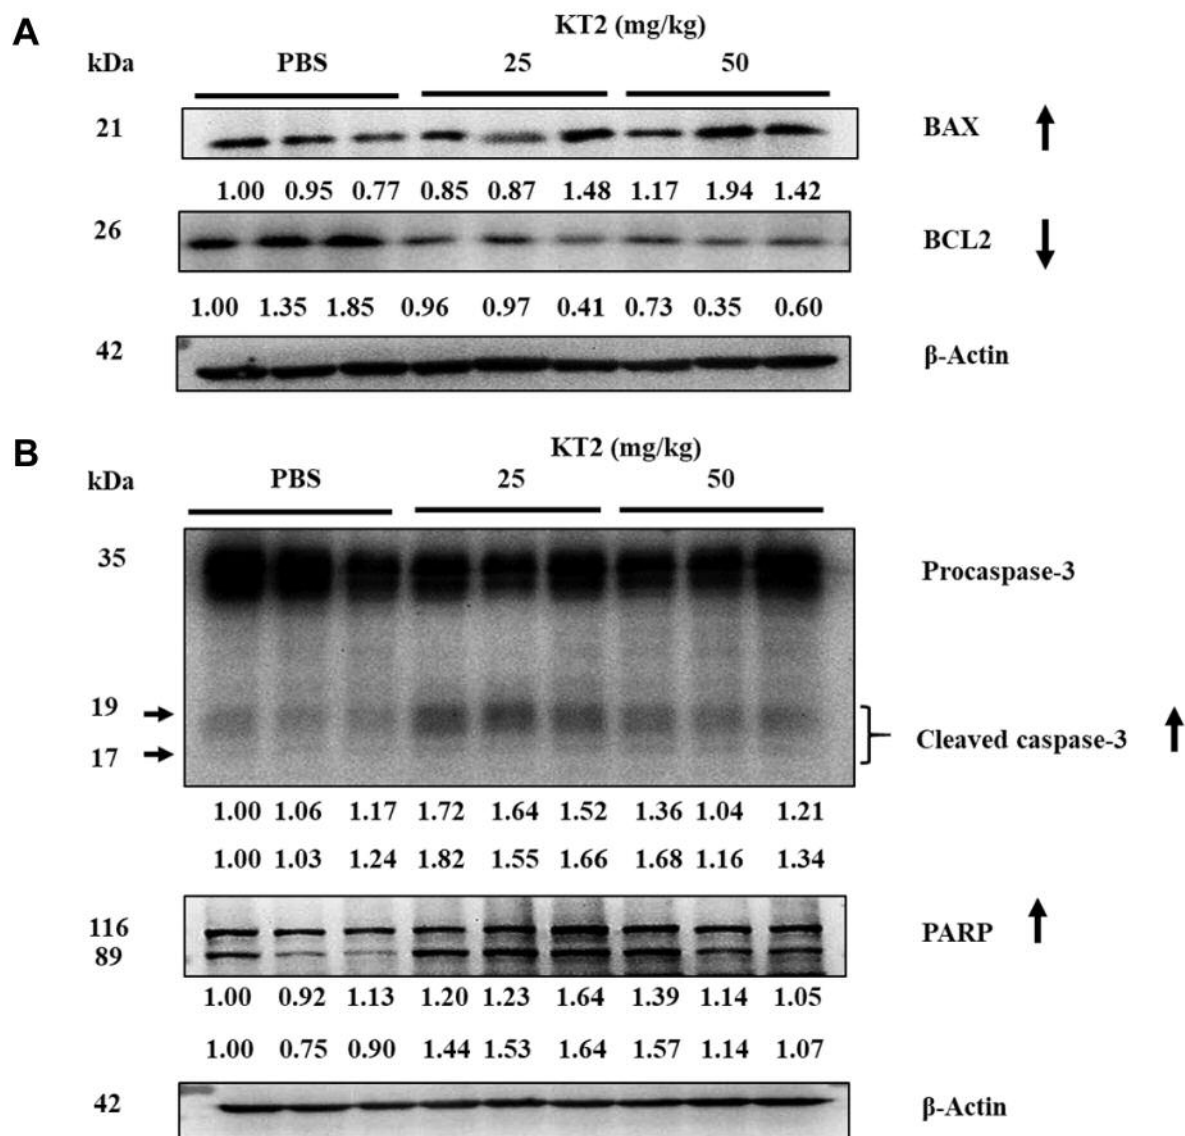 A
KT2 (mg/kg)
kDa PBS 25 50
21 BAX
1.00 0.95 0.77 0.85 0.87 1.48 1.17 1.94 1.42
26 BCL2
1.00 1.35 1.85 0.96 0.97 0.41 0.73 0.35 0.60
42 β-Actin
B
KT2 (mg/kg)
kDa PBS 25 50
35 Procaspase-3
19
17 Cleaved caspase-3
1.00 1.06 1.17 1.72 1.64 1.52 1.36 1.04 1.21
1.00 1.03 1.24 1.82 1.55 1.66 1.68 1.16 1.34
116 PARP
89
1.00 0.92 1.13 1.20 1.23 1.64 1.39 1.14 1.05
1.00 0.75 0.90 1.44 1.53 1.64 1.57 1.14 1.07
42 β-Actin